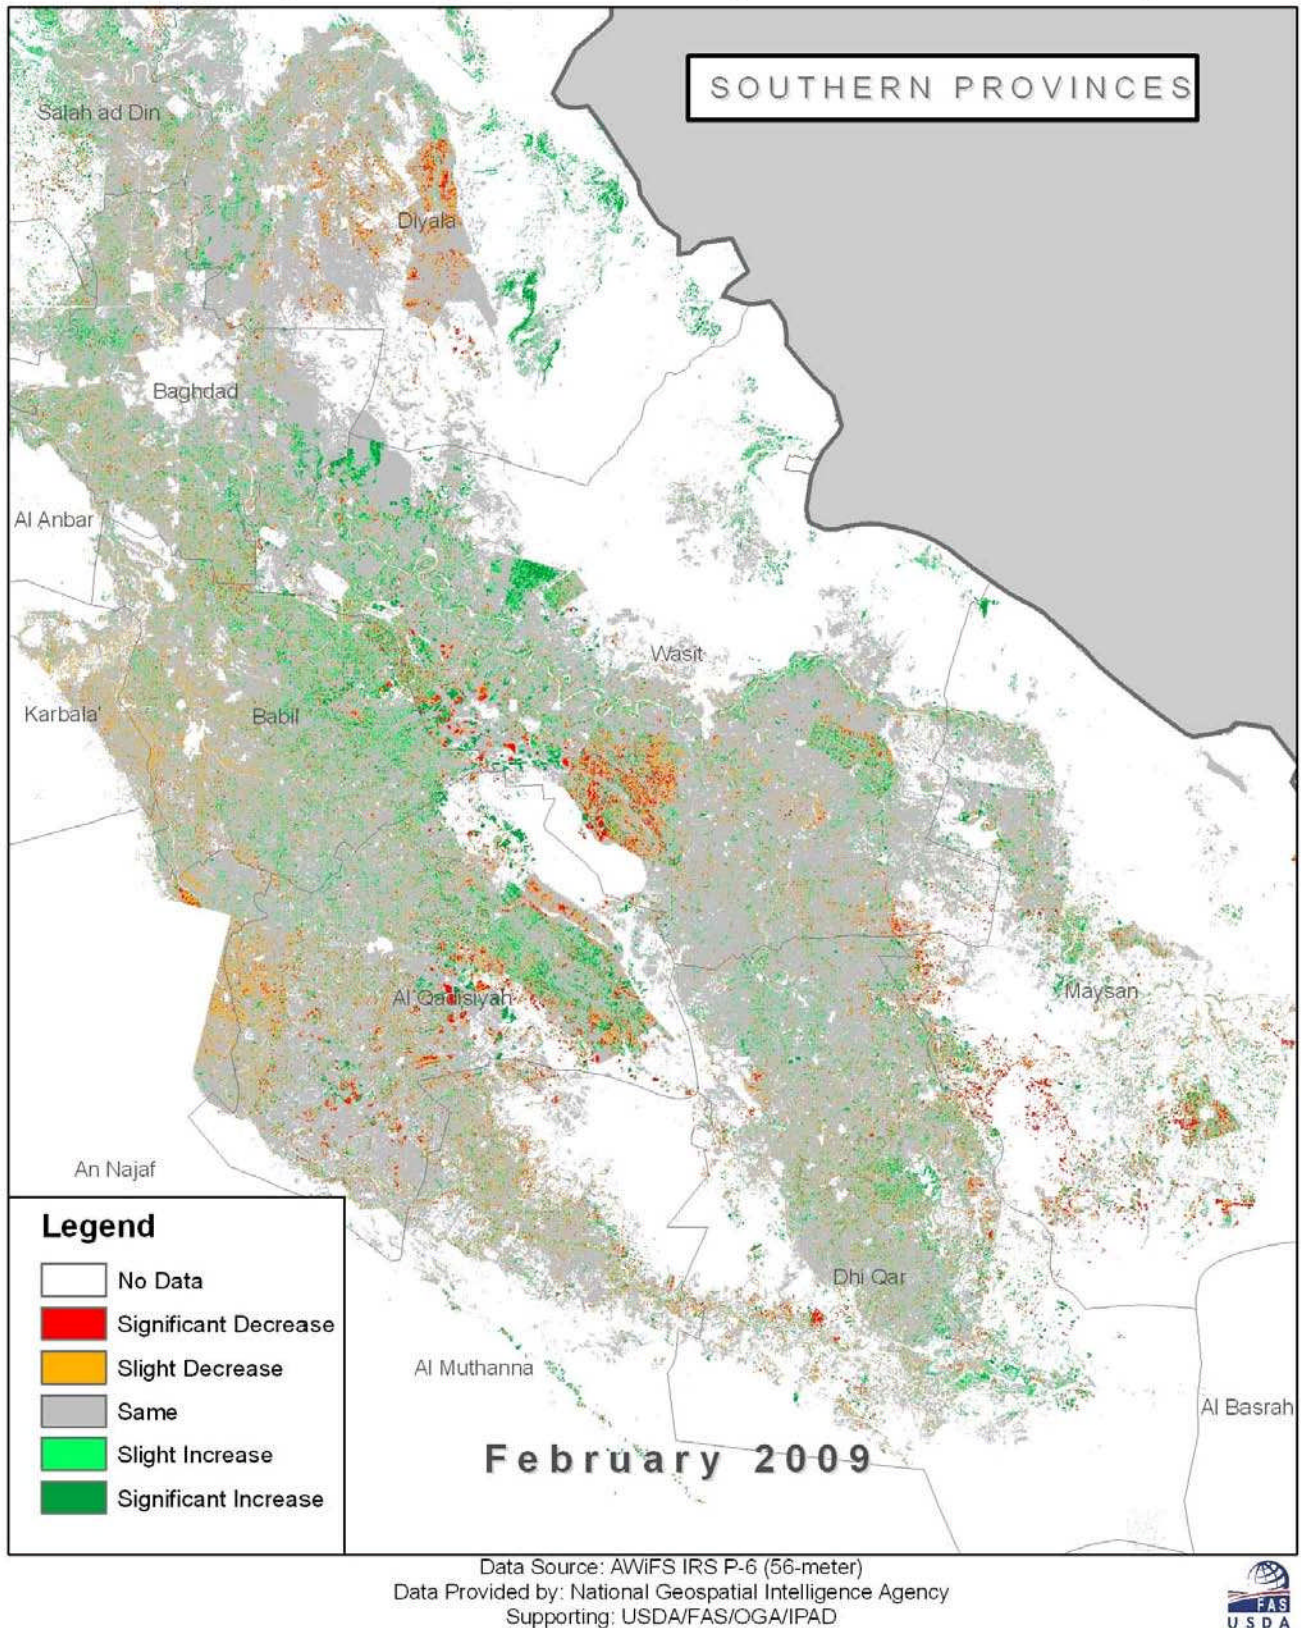 SOUTHERN PROVINCES
Salah ad Din
Diyala
Baghdad
Al Anbar
Wasit
Karbala'
Babil
Al Qadisiyah
Maysan
An Najaf
Dhi Qar
Al Muthanna
Al Basrah
February 2009
Legend
No Data
Significant Decrease
Slight Decrease
Same
Slight Increase
Significant Increase
Data Source: AWiFS IRS P-6 (56-meter)
Data Provided by: National Geospatial Intelligence Agency
Supporting: USDA/FAS/OGA/IPAD
FAS
USDA